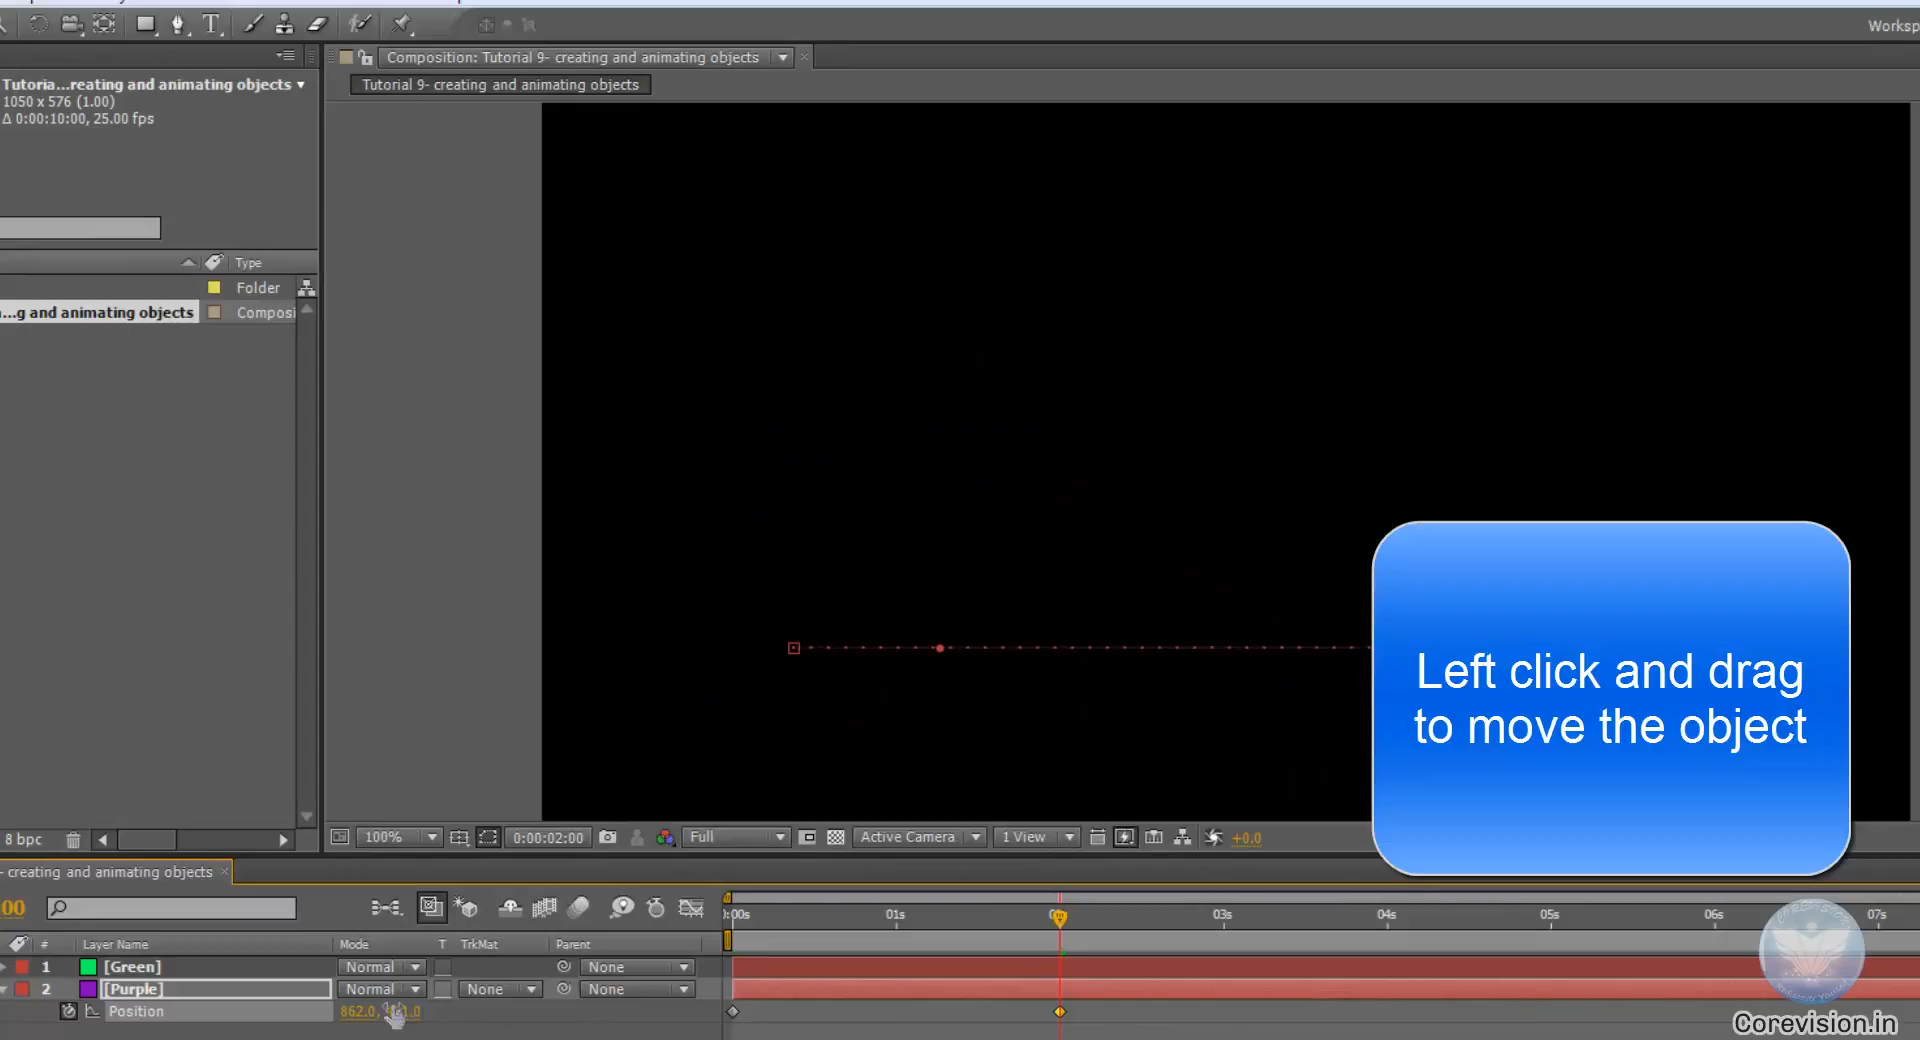 Worksp
Composition: Tutorial 9- creating and animating objects
Tutorial 9- creating and animating objects
Tutoria...reating and animating objects
1050 x 576 (1.00)
Δ 0:00:10:00, 25.00 fps
Type
Folder
...g and animating objects
Composi
Left click and drag
to move the object
8 bpc
100%
0:00:02:00
Full
Active Camera
1 View
+0.0
- creating and animating objects
00
:00s
01s
03s
04s
05s
06s
07s
#
Layer Name
Mode
T
TrkMat
Parent
1
[Green]
Normal
None
2
[Purple]
Normal
None
None
Position
862.0,
Corevision.in